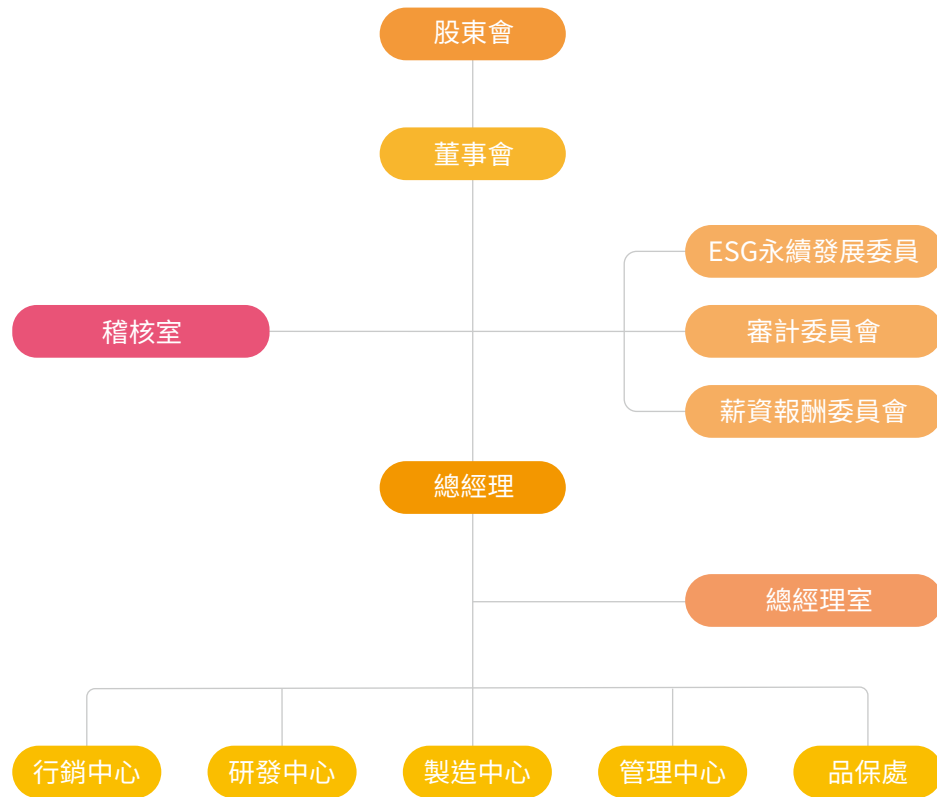 股東會
董事會
ESG永續發展委員
稽核室
審計委員會
薪資報酬委員會
總經理
總經理室
行銷中心
研發中心
製造中心
管理中心
品保處